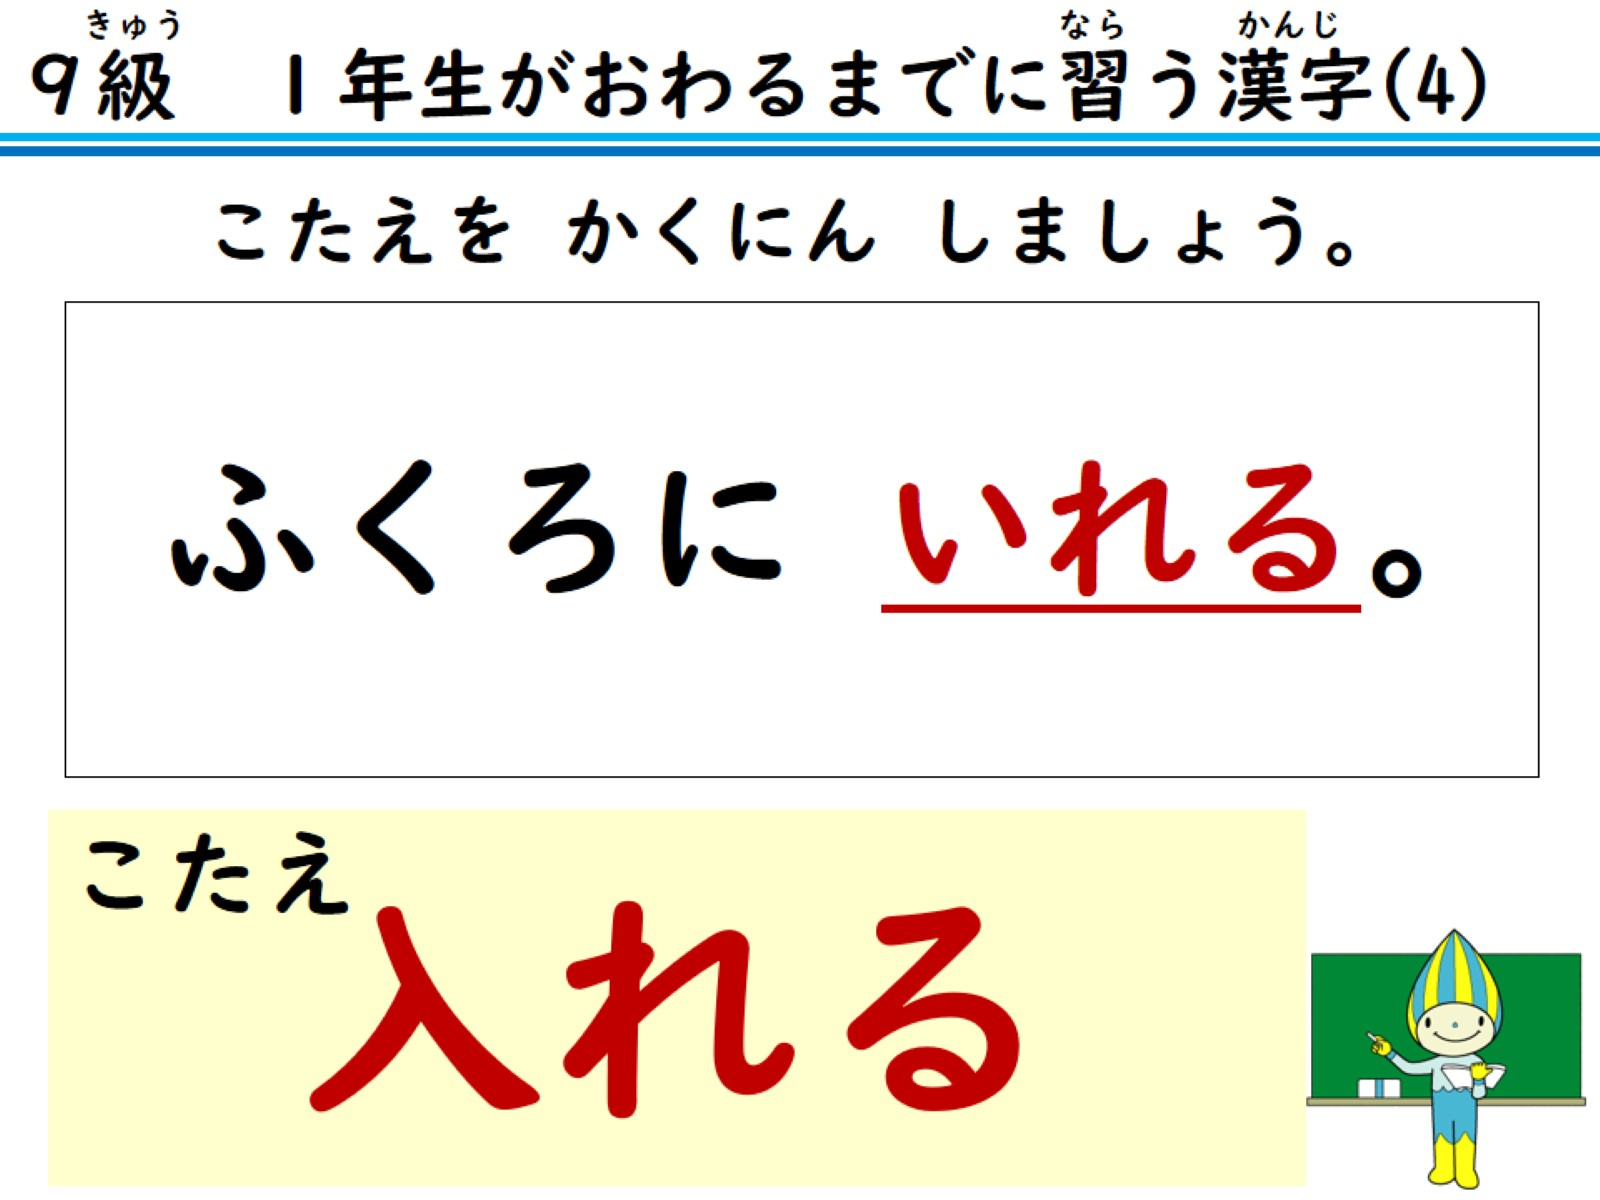 きゅう なら かんじ
9級 1年生がおわるまでに習う漢字(4)
こたえを かくにん しましょう。
ふくろに いれる。
こたえ
入れる